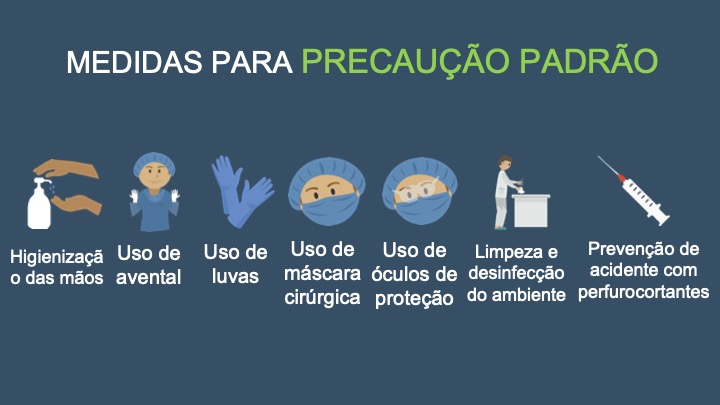 MEDIDAS PARA PRECAUÇÃO PADRÃO
Higienizaçã
o das mãos
Uso de
avental
Uso de
luvas
Uso de
máscara
cirúrgica
Uso de
óculos de
proteção
Limpeza e
desinfecção
do ambiente
Prevenção de
acidente com
perfurocortantes